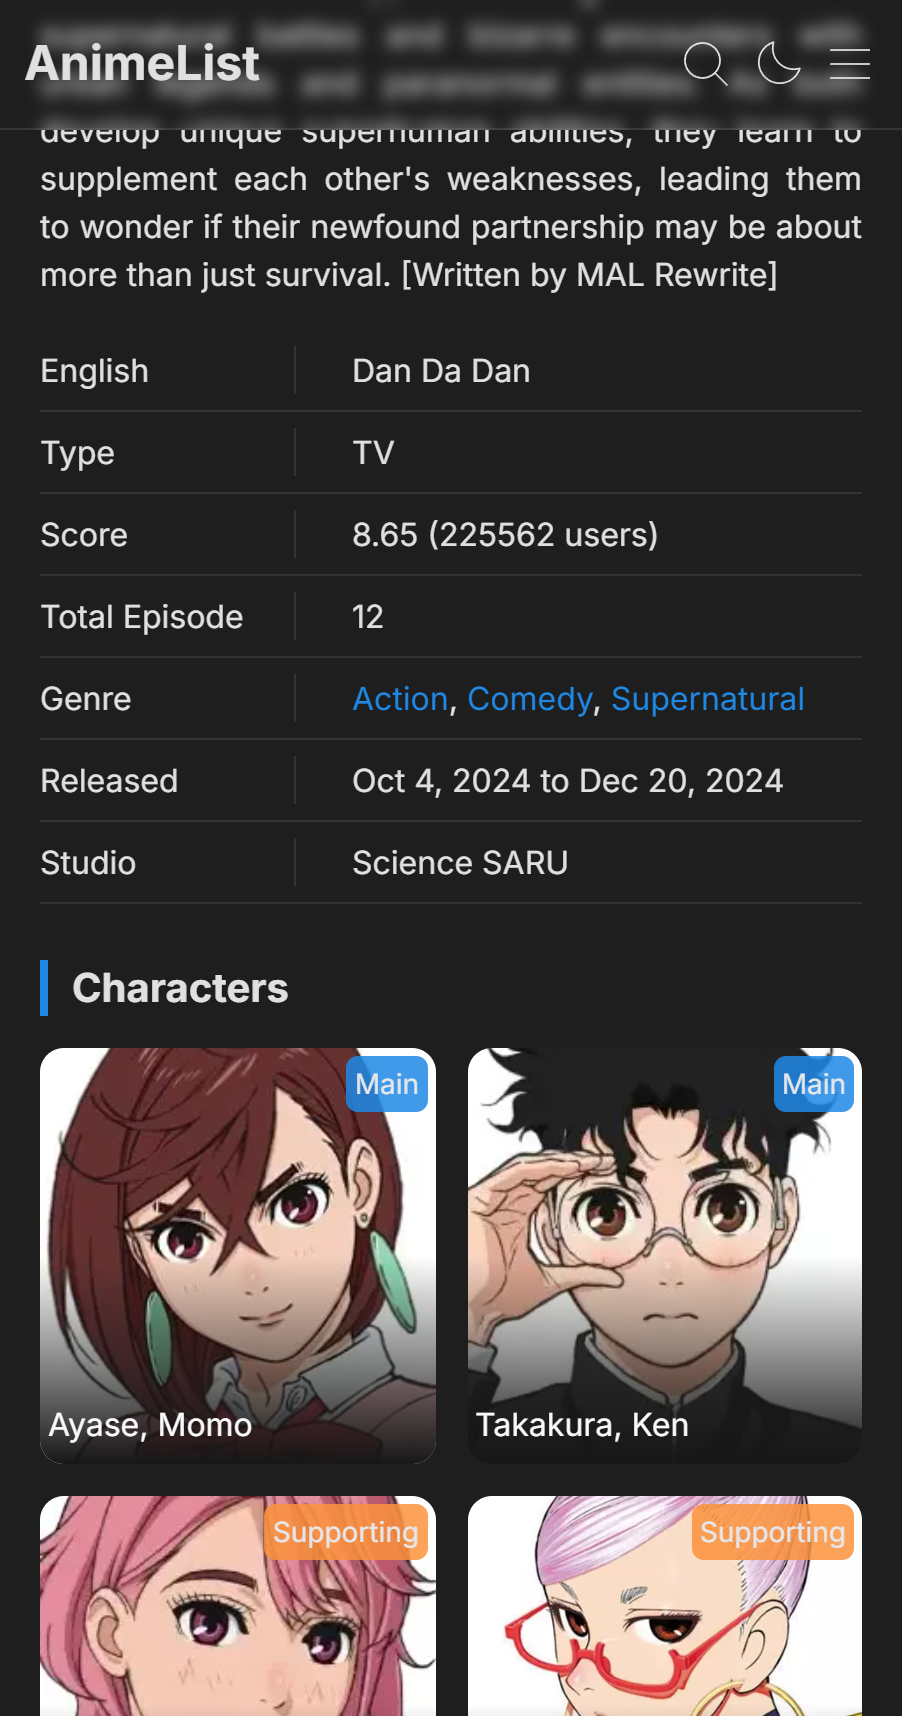 AnimeList
develop unique superhuman abilities, they learn to
supplement each other's weaknesses, leading them
to wonder if their newfound partnership may be about
more than just survival. [Written by MAL Rewrite]
English Dan Da Dan
Type TV
Score 8.65 (225562 users)
Total Episode 12
Genre Action, Comedy, Supernatural
Released Oct 4, 2024 to Dec 20, 2024
Studio Science SARU
Characters
Main
Ayase, Momo
Main
Takakura, Ken
Supporting
Supporting